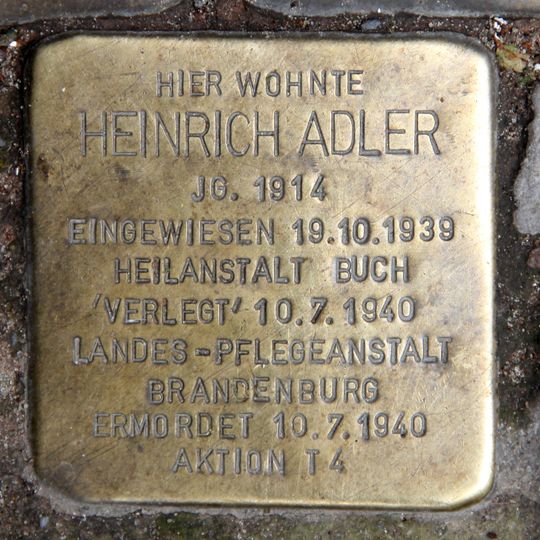 HIER WOHNTE
HEINRICH ADLER
JG. 1914
EINGEWIESEN 19.10.1939
HEILANSTALT BUCH
'VERLEGT' 10.7.1940
LANDES-PFLEGEANSTALT
BRANDENBURG
ERMORDET 10.7.1940
AKTION T4